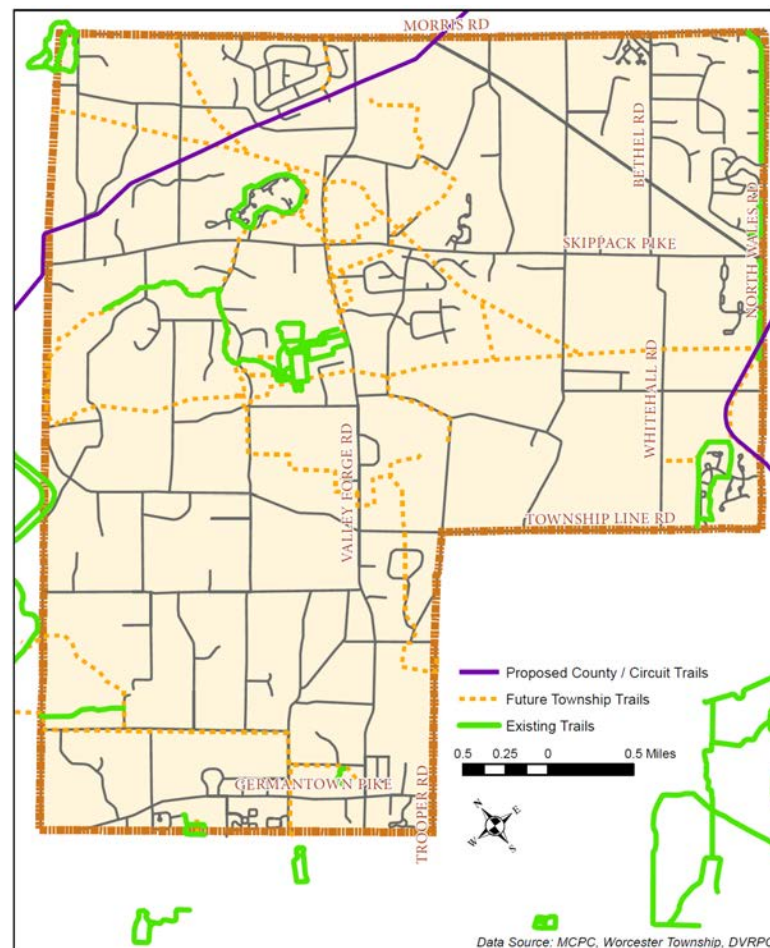 MORRIS RD
BETHEL RD
NORTH WALES RD
SKIPPACK PIKE
WHITEHALL RD
VALLEY FORGE RD
TOWNSHIP LINE RD
Proposed County / Circuit Trails
Future Township Trails
Existing Trails
0.5 0.25 0 0.5 Miles
GERMANTOWN PIKE
TROOPER RD
N
E
W
S
Data Source: MCPC, Worcester Township, DVRPC